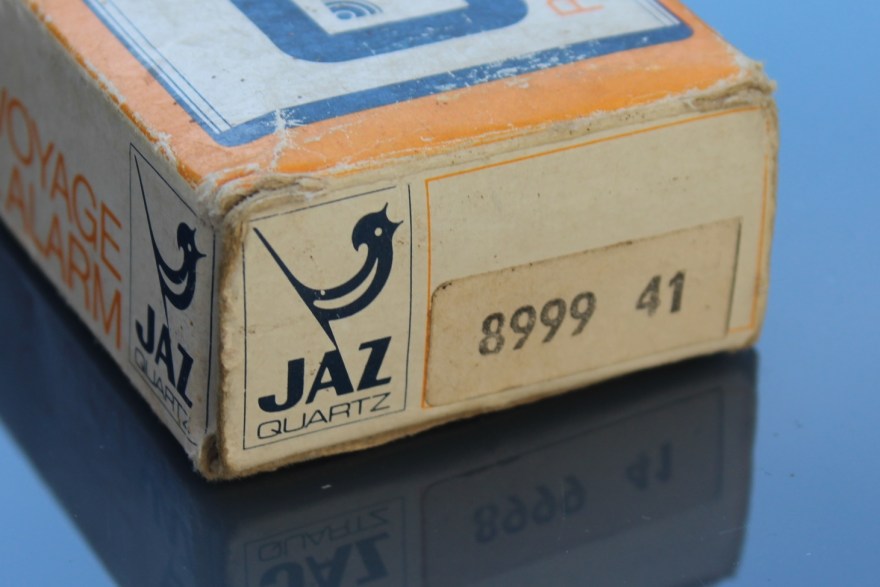 VOYAGE
ALARM
JAZ
QUARTZ
JAZ
QUARTZ
8999 41